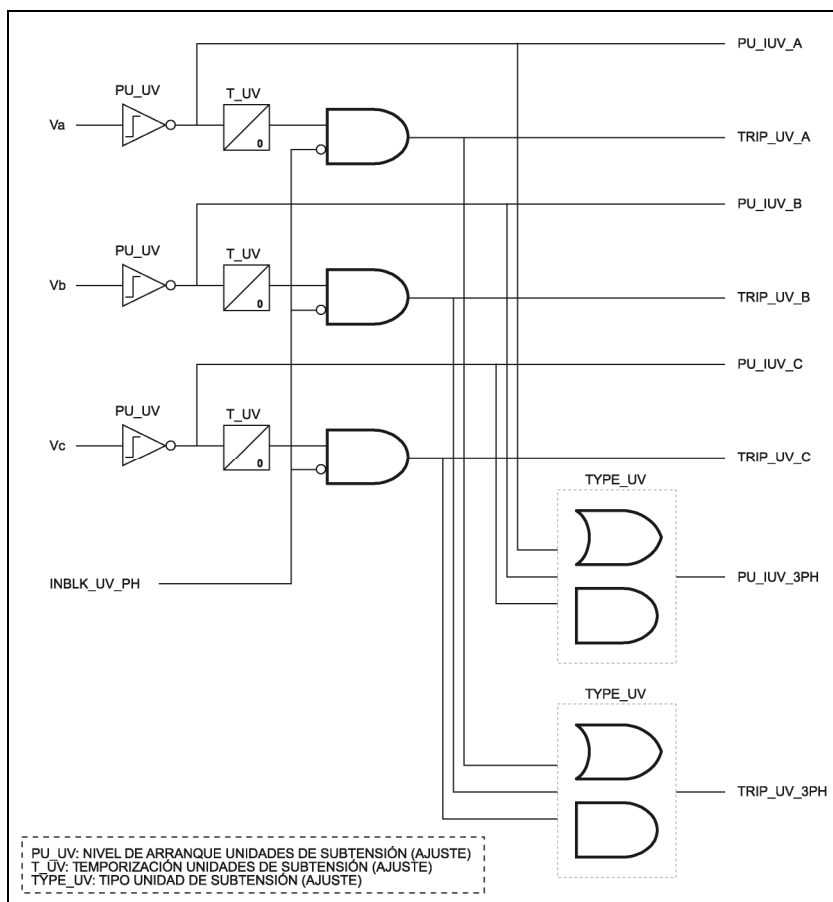 PU_IUV_A
PU_UV
T_UV
Va
0
TRIP_UV_A
PU_IUV_B
PU_UV
T_UV
Vb
0
TRIP_UV_B
PU_IUV_C
PU_UV
T_UV
Vc
0
TRIP_UV_C
TYPE_UV
INBLK_UV_PH
PU_IUV_3PH
TYPE_UV
TRIP_UV_3PH
PU_UV: NIVEL DE ARRANQUE UNIDADES DE SUBTENSIÓN (AJUSTE)
T_UV: TEMPORIZACIÓN UNIDADES DE SUBTENSIÓN (AJUSTE)
TYPE_UV: TIPO UNIDAD DE SUBTENSIÓN (AJUSTE)